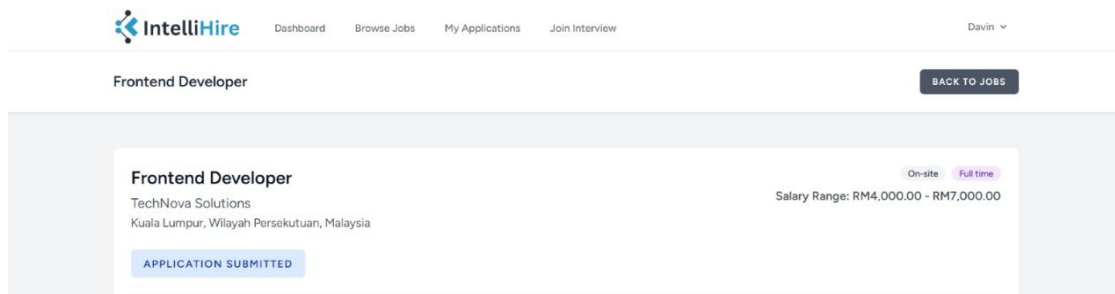 IntelliHire Dashboard Browse Jobs My Applications Join Interview Davin
Frontend Developer BACK TO JOBS
Frontend Developer On-site Full time
TechNova Solutions Salary Range: RM4,000.00 - RM7,000.00
Kuala Lumpur, Wilayah Persekutuan, Malaysia
APPLICATION SUBMITTED